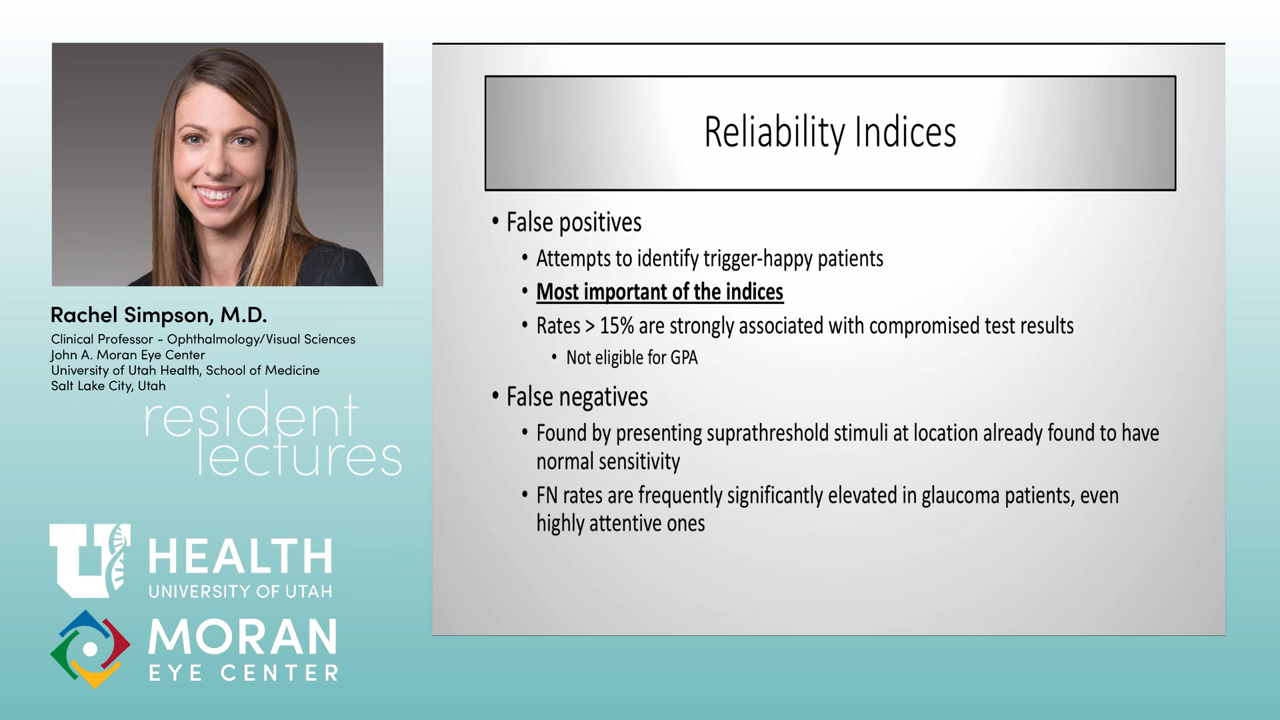 Rachel Simpson, M.D.
Clinical Professor - Ophthalmology/Visual Sciences
John A. Moran Eye Center
University of Utah Health, School of Medicine
Salt Lake City, Utah
resident
lectures
U HEALTH
UNIVERSITY OF UTAH
MORAN
EYE CENTER
Reliability Indices
• False positives
• Attempts to identify trigger-happy patients
• Most important of the indices
• Rates > 15% are strongly associated with compromised test results
• Not eligible for GPA
• False negatives
• Found by presenting suprathreshold stimuli at location already found to have
normal sensitivity
• FN rates are frequently significantly elevated in glaucoma patients, even
highly attentive ones